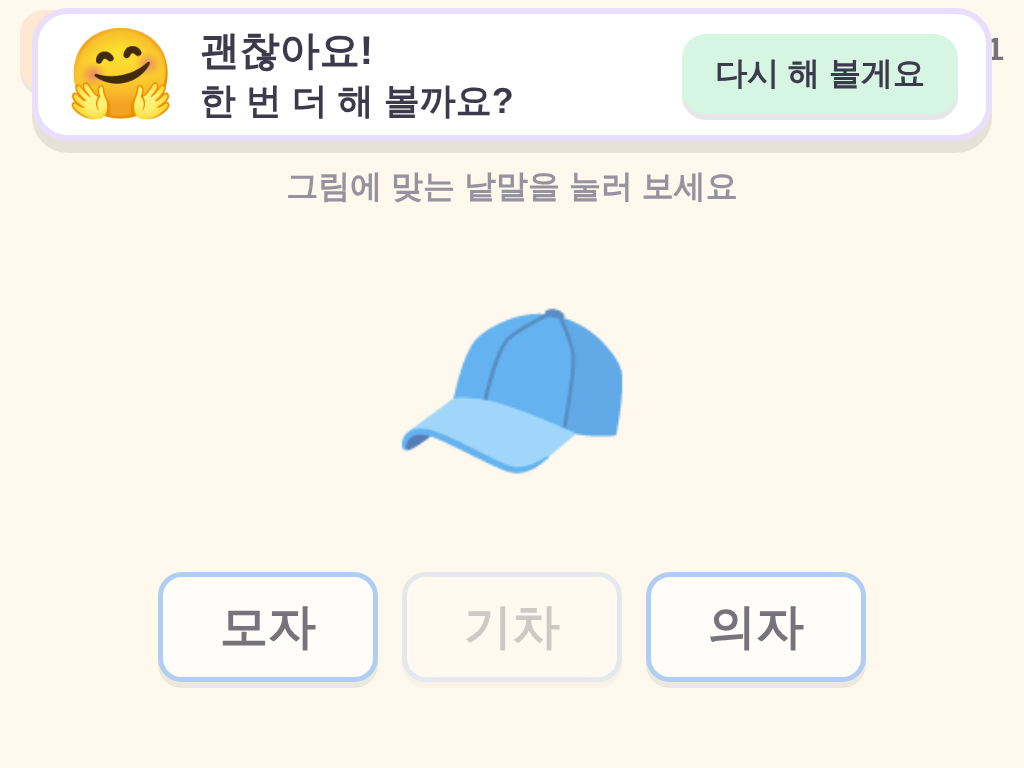 괜찮아요!
한 번 더 해 볼까요?
다시 해 볼게요
1
그림에 맞는 낱말을 눌러 보세요
모자
기차
의자